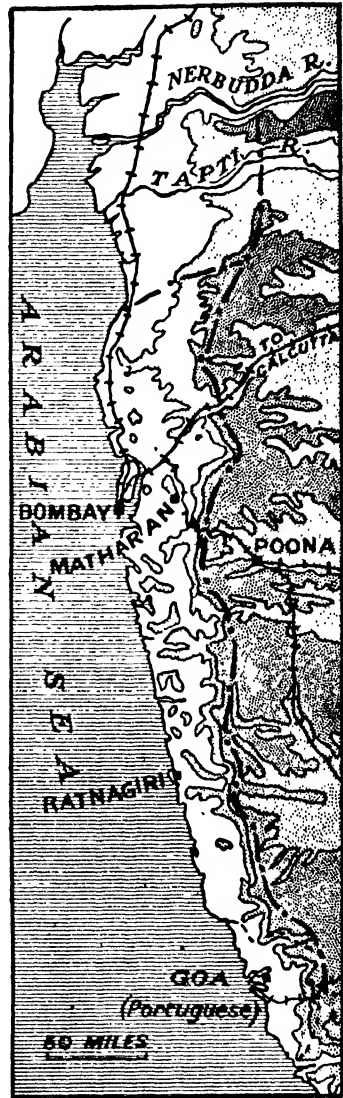 NERBUDDA R.
TAPTI R.
TO
CALCUTTA
ARABIAN SEA
BOMBAY
MATHARAN
POONA
RATNAGIRI
GOA
(Portuguese)
50 MILES